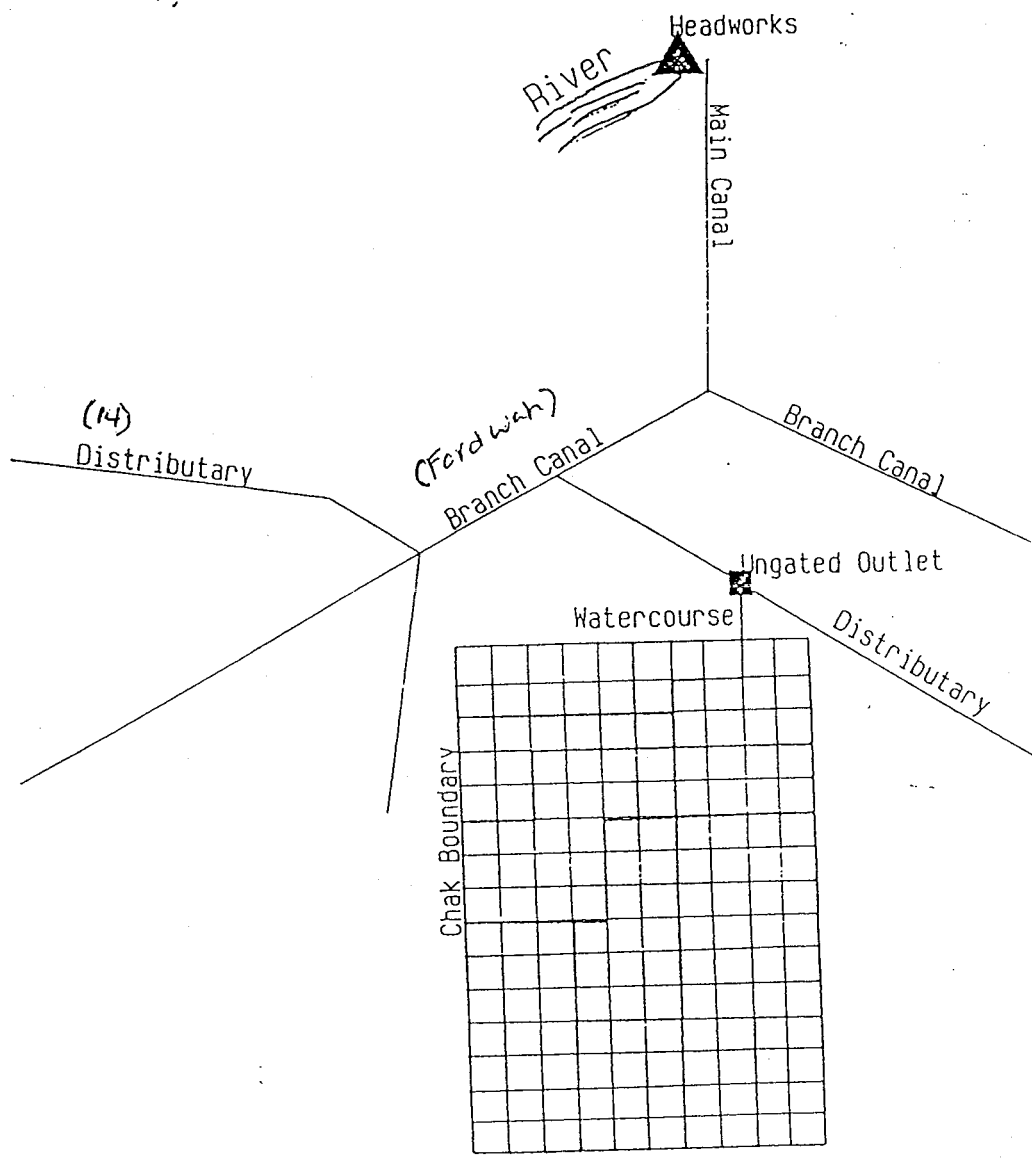 Headworks
River
Main Canal
(14)
Distributary
(Fordwah)
Branch Canal
Branch Canal
Ungated Outlet
Watercourse
Distributary
Chak Boundary